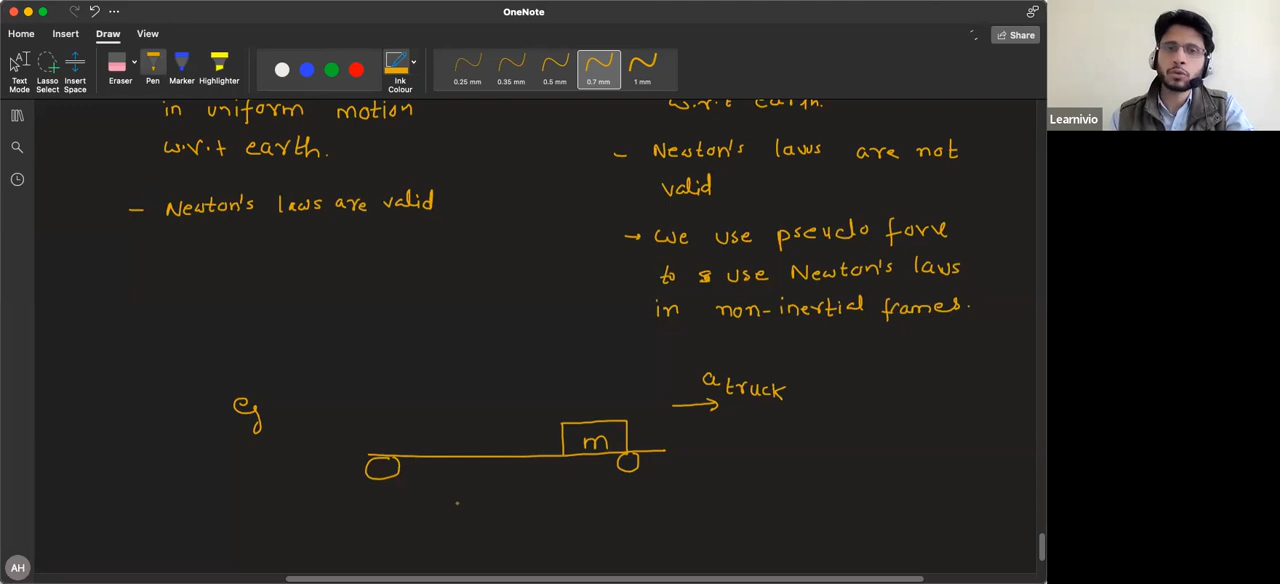 OneNote
Home Insert Draw View
Share
Text Mode
Lasso Select
Insert Space
Eraser
Pen
Marker
Highlighter
Ink Colour
0.25 mm
0.35 mm
0.5 mm
0.7 mm
1 mm
Learnivio
in uniform motion
w.r.t earth.
- Newton's laws are valid
w.r.t earth.
- Newton's laws are not
valid
→ we use pseudo force
to use Newton's laws
in non-inertial frames.
eg
a truck
m
AH